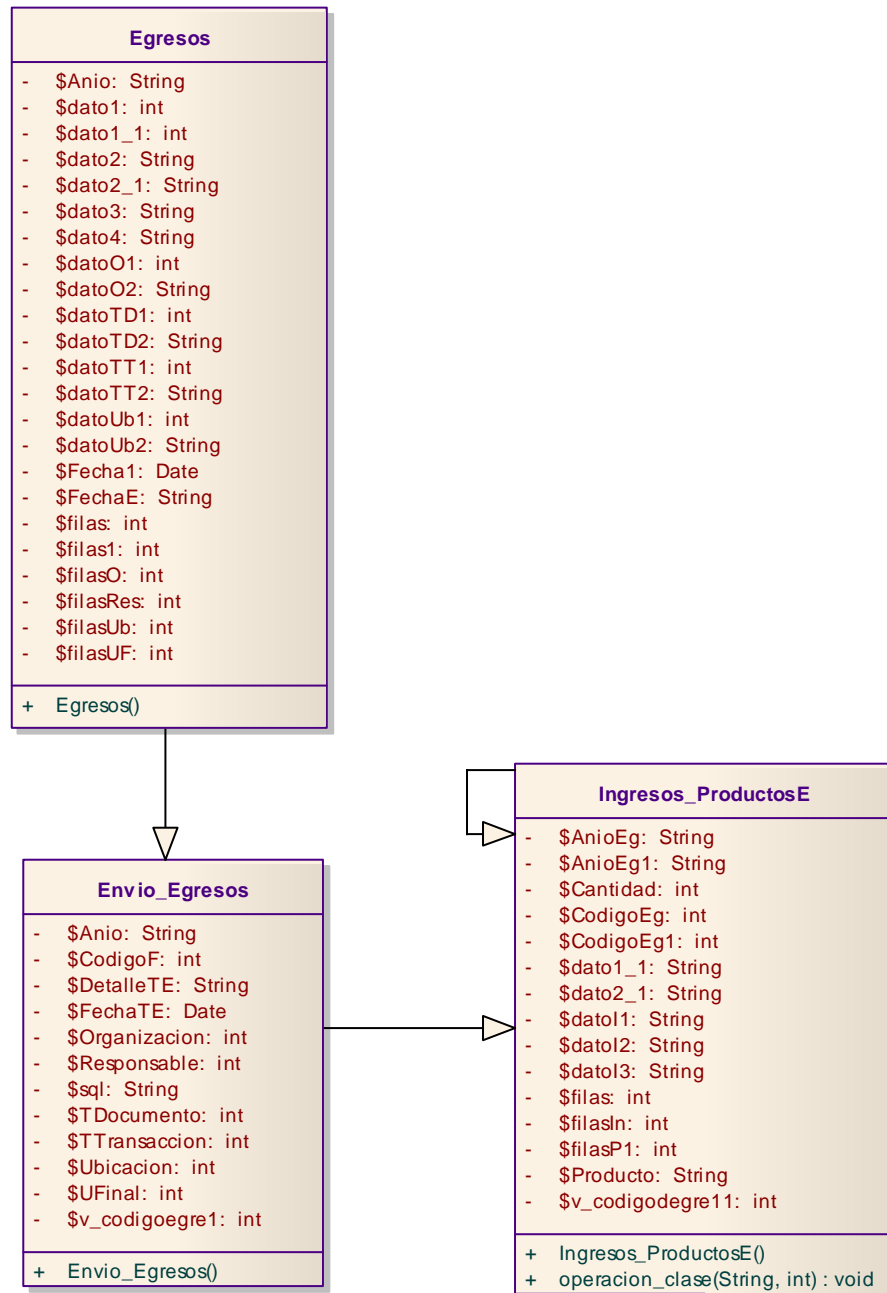 Egresos
- $Anio: String
- $dato1: int
- $dato1_1: int
- $dato2: String
- $dato2_1: String
- $dato3: String
- $dato4: String
- $datoO1: int
- $datoO2: String
- $datoTD1: int
- $datoTD2: String
- $datoTT1: int
- $datoTT2: String
- $datoUb1: int
- $datoUb2: String
- $Fecha1: Date
- $FechaE: String
- $filas: int
- $filas1: int
- $filasO: int
- $filasRes: int
- $filasUb: int
- $filasUF: int
+ Egresos()
Envio_Egresos
- $Anio: String
- $CodigoF: int
- $DetalleTE: String
- $FechaTE: Date
- $Organizacion: int
- $Responsable: int
- $sql: String
- $TDocumento: int
- $TTransaccion: int
- $Ubicacion: int
- $UFinal: int
- $v_codigoegre1: int
+ Envio_Egresos()
Ingresos_ProductosE
- $AnioEg: String
- $AnioEg1: String
- $Cantidad: int
- $CodigoEg: int
- $CodigoEg1: int
- $dato1_1: String
- $dato2_1: String
- $datoI1: String
- $datoI2: String
- $datoI3: String
- $filas: int
- $filasIn: int
- $filasP1: int
- $Producto: String
- $v_codigodegre11: int
+ Ingresos_ProductosE()
+ operacion_clase(String, int) : void